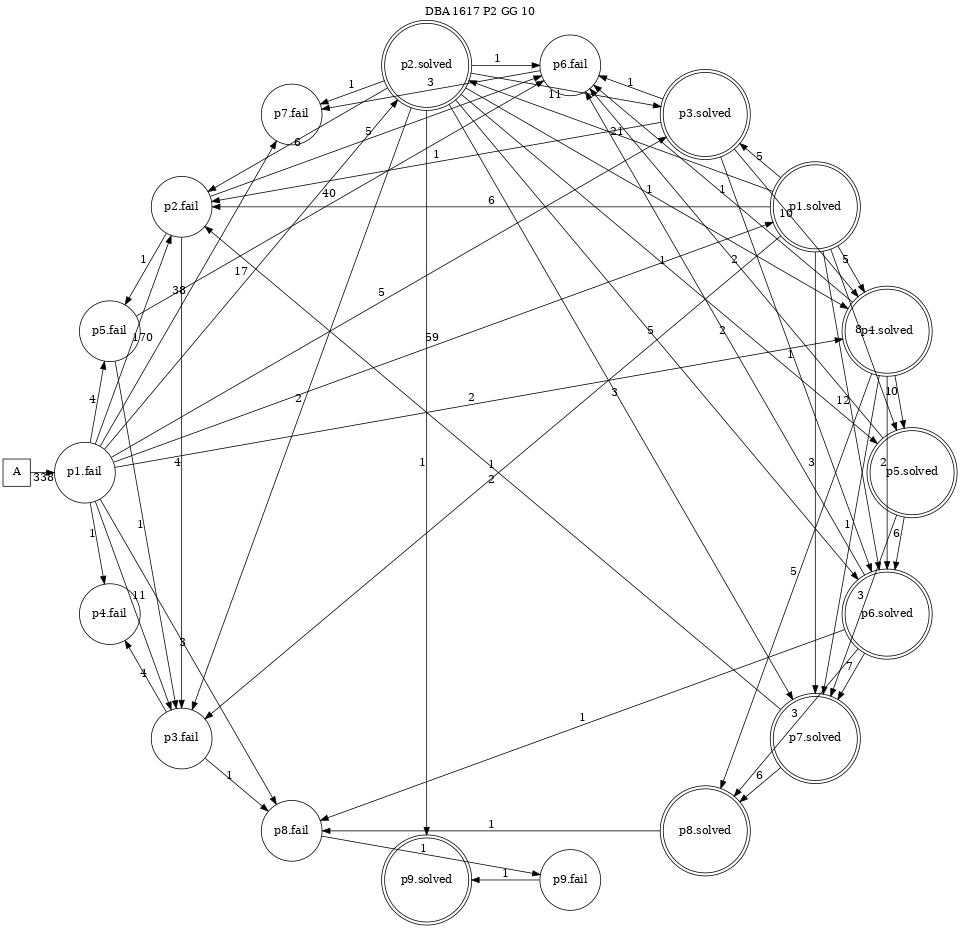 DBA 1617 P2 GG 10
p2.solved
1
p6.fail
3
11
1
p7.fail
1
p3.solved
5
6
21
1
5
p2.fail
40
6
1
1
10
p1.solved
1
17
5
38
1
2
5
p5.fail
170
59
5
2
1
8
p4.solved
4
2
2
3
12
10
A
338
p1.fail
4
1
1
2
3
2
p5.solved
1
1
1
6
p4.fail
11
5
3
p6.solved
4
3
7
p3.fail
1
3
p7.solved
1
6
p8.fail
1
p8.solved
1
p9.solved
1
p9.fail